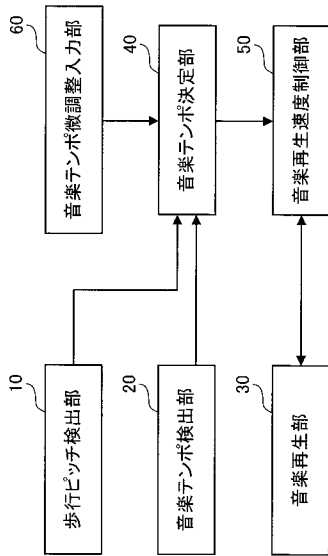 60
音楽テンポ微調整入力部
10
歩行ピッチ検出部
40
音楽テンポ決定部
20
音楽テンポ検出部
50
音楽再生速度制御部
30
音楽再生部